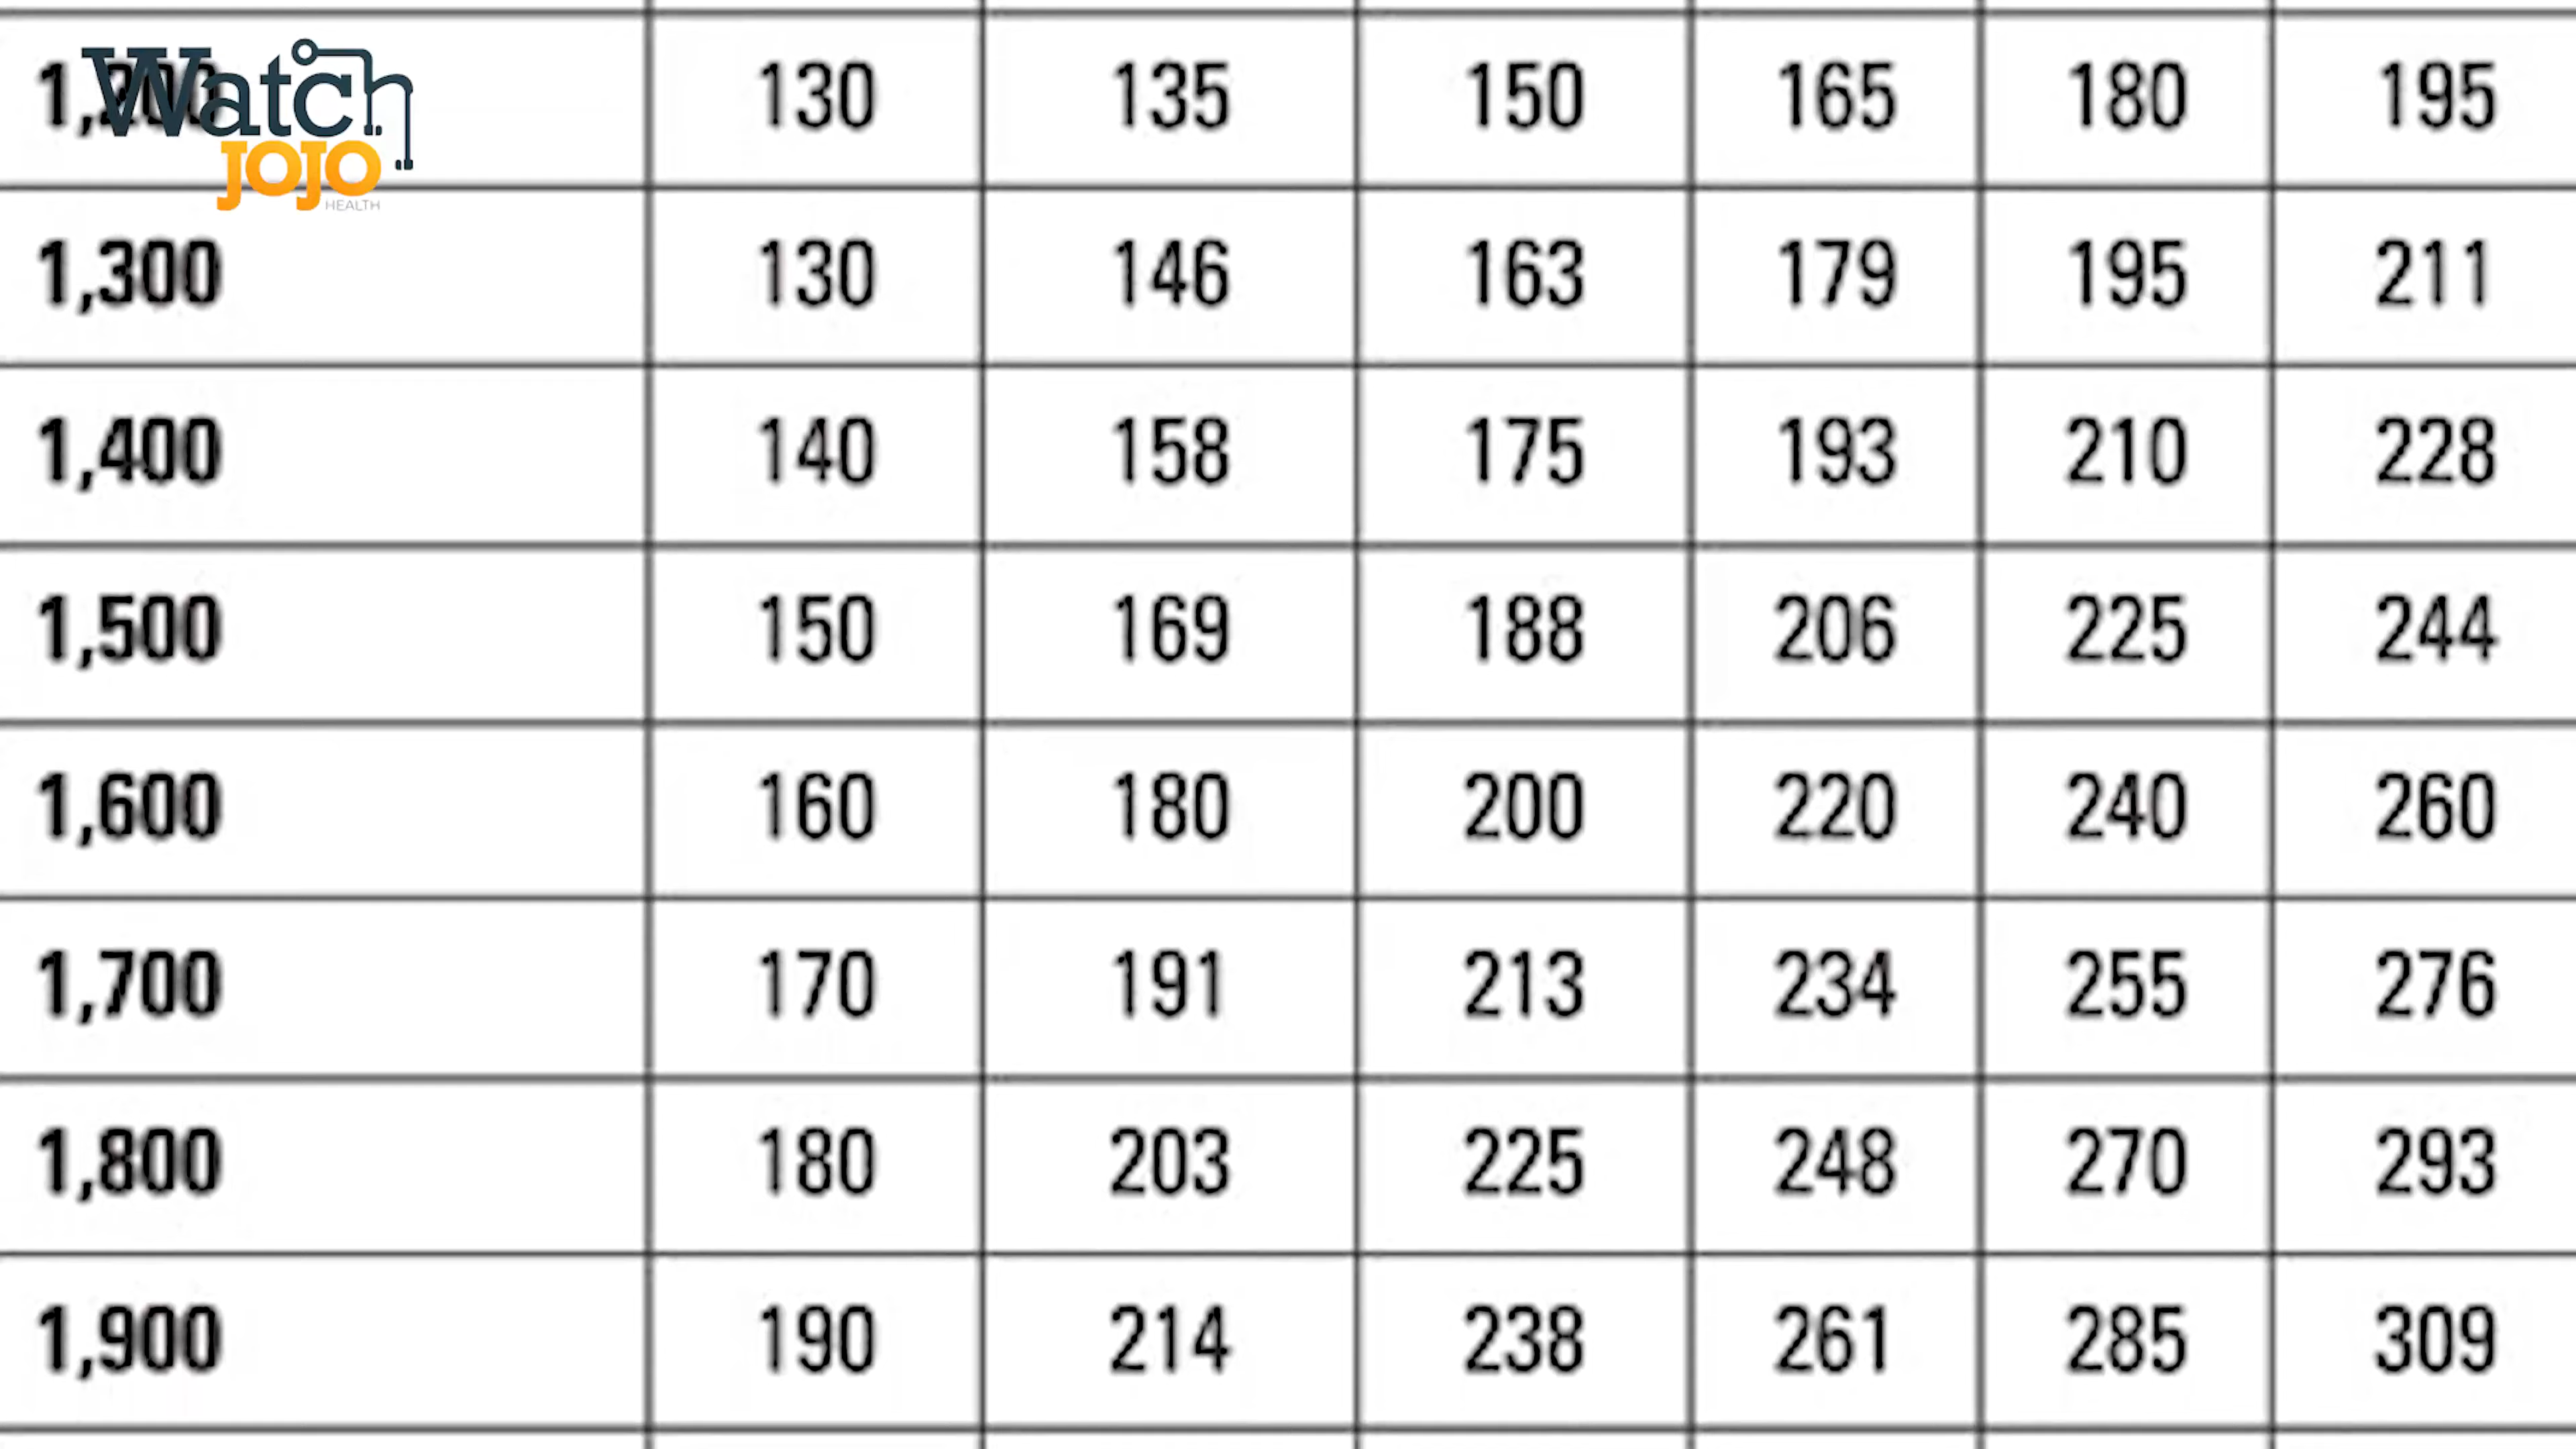 1,200 130 135 150 165 180 195
Watch
JOJO
HEALTH
1,300 130 146 163 179 195 211
1,400 140 158 175 193 210 228
1,500 150 169 188 206 225 244
1,600 160 180 200 220 240 260
1,700 170 191 213 234 255 276
1,800 180 203 225 248 270 293
1,900 190 214 238 261 285 309